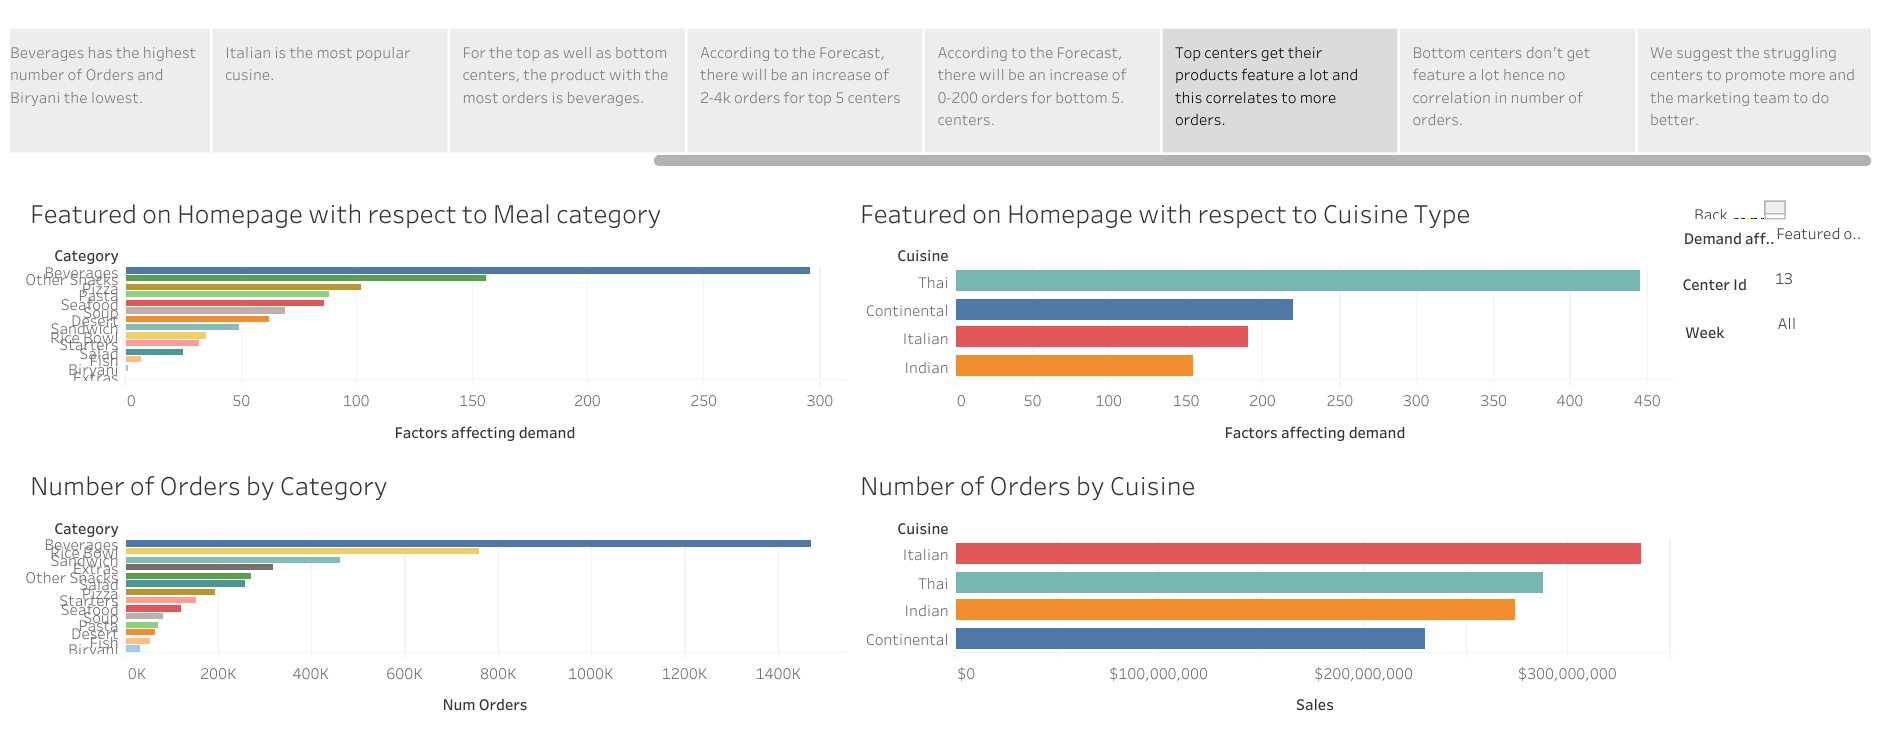 Beverages has the highest
number of Orders and
Biryani the lowest.
Italian is the most popular
cusine.
For the top as well as bottom
centers, the product with the
most orders is beverages.
According to the Forecast,
there will be an increase of
2-4k orders for top 5 centers
According to the Forecast,
there will be an increase of
0-200 orders for bottom 5.
centers.
Top centers get their
products feature a lot and
this correlates to more
orders.
Bottom centers don't get
feature a lot hence no
correlation in number of
orders.
We suggest the struggling
centers to promote more and
the marketing team to do
better.
Featured on Homepage with respect to Meal category
Category
Beverages
Other Snacks
Pizza
Pasta
Seafood
Soup
Desert
Sandwich
Rice Bowl
Starters
Salad
Fish
Biryani
Extras
0 50 100 150 200 250 300
Factors affecting demand
Featured on Homepage with respect to Cuisine Type
Cuisine
Thai
Continental
Italian
Indian
0 50 100 150 200 250 300 350 400 450
Factors affecting demand
Back
Demand aff.. Featured o..
Center Id 13
Week All
Number of Orders by Category
Category
Beverages
Rice Bowl
Sandwich
Extras
Other Snacks
Salad
Pizza
Starters
Seafood
Soup
Pasta
Desert
Fish
Biryani
0K 200K 400K 600K 800K 1000K 1200K 1400K
Num Orders
Number of Orders by Cuisine
Cuisine
Italian
Thai
Indian
Continental
$0 $100,000,000 $200,000,000 $300,000,000
Sales